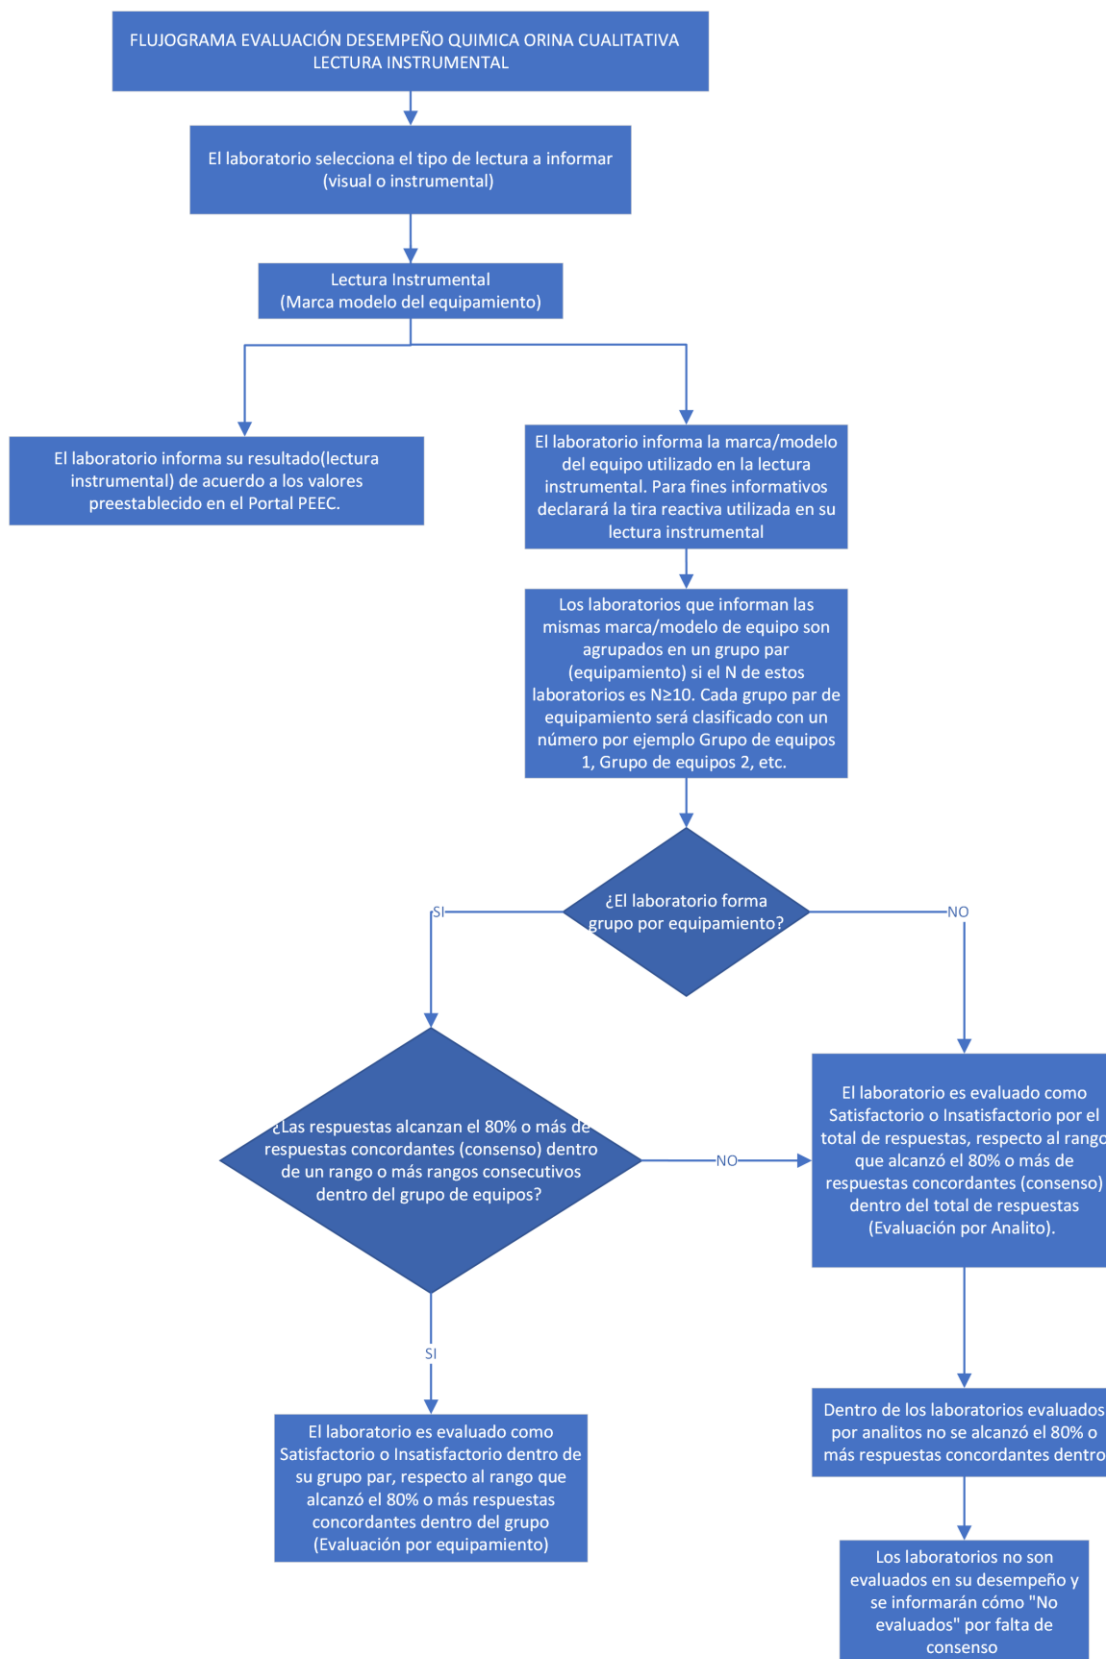 FLUJOGRAMA EVALUACIÓN DESEMPEÑO QUIMICA ORINA CUALITATIVA
LECTURA INSTRUMENTAL
El laboratorio selecciona el tipo de lectura a informar
(visual o instrumental)
Lectura Instrumental
(Marca modelo del equipamiento)
El laboratorio informa su resultado(lectura
instrumental) de acuerdo a los valores
preestablecido en el Portal PEEC.
El laboratorio informa la marca/modelo
del equipo utilizado en la lectura
instrumental. Para fines informativos
declarará la tira reactiva utilizada en su
lectura instrumental
Los laboratorios que informan las
mismas marca/modelo de equipo son
agrupados en un grupo par
(equipamiento) si el N de estos
laboratorios es N≥10. Cada grupo par de
equipamiento será clasificado con un
número por ejemplo Grupo de equipos
1, Grupo de equipos 2, etc.
¿El laboratorio forma
grupo por equipamiento?
SI
NO
¿Las respuestas alcanzan el 80% o más de
respuestas concordantes (consenso) dentro
de un rango o más rangos consecutivos
dentro del grupo de equipos?
NO
El laboratorio es evaluado como
Satisfactorio o Insatisfactorio por el
total de respuestas, respecto al rango
que alcanzó el 80% o más de
respuestas concordantes (consenso)
dentro del total de respuestas
(Evaluación por Analito).
SI
El laboratorio es evaluado como
Satisfactorio o Insatisfactorio dentro de
su grupo par, respecto al rango que
alcanzó el 80% o más respuestas
concordantes dentro del grupo
(Evaluación por equipamiento)
Dentro de los laboratorios evaluados
por analitos no se alcanzó el 80% o
más respuestas concordantes dentro
Los laboratorios no son
evaluados en su desempeño y
se informarán cómo "No
evaluados" por falta de
consenso